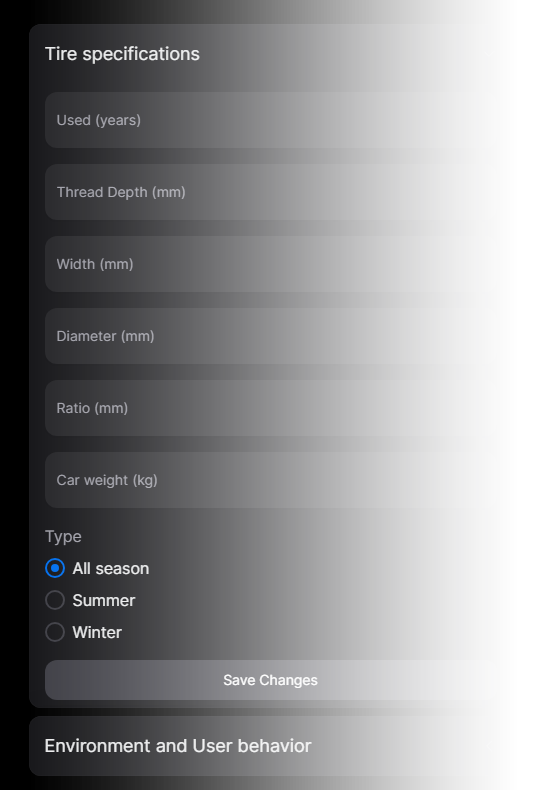 Tire specifications
Used (years)
Thread Depth (mm)
Width (mm)
Diameter (mm)
Ratio (mm)
Car weight (kg)
Type
All season
Summer
Winter
Save Changes
Environment and User behavior